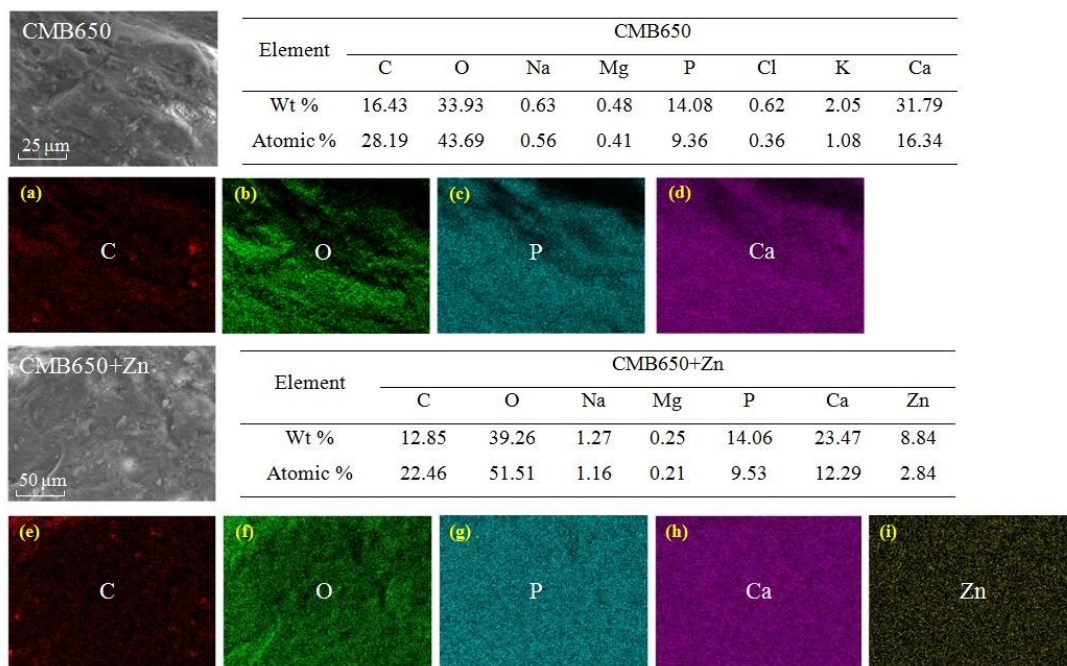 CMB650
25 μm
Element CMB650
C O Na Mg P Cl K Ca
Wt % 16.43 33.93 0.63 0.48 14.08 0.62 2.05 31.79
Atomic % 28.19 43.69 0.56 0.41 9.36 0.36 1.08 16.34
(a) (b) (c) (d)
C O P Ca
CMB650+Zn
50 μm
Element CMB650+Zn
C O Na Mg P Ca Zn
Wt % 12.85 39.26 1.27 0.25 14.06 23.47 8.84
Atomic % 22.46 51.51 1.16 0.21 9.53 12.29 2.84
(e) (f) (g) (h) (i)
C O P Ca Zn